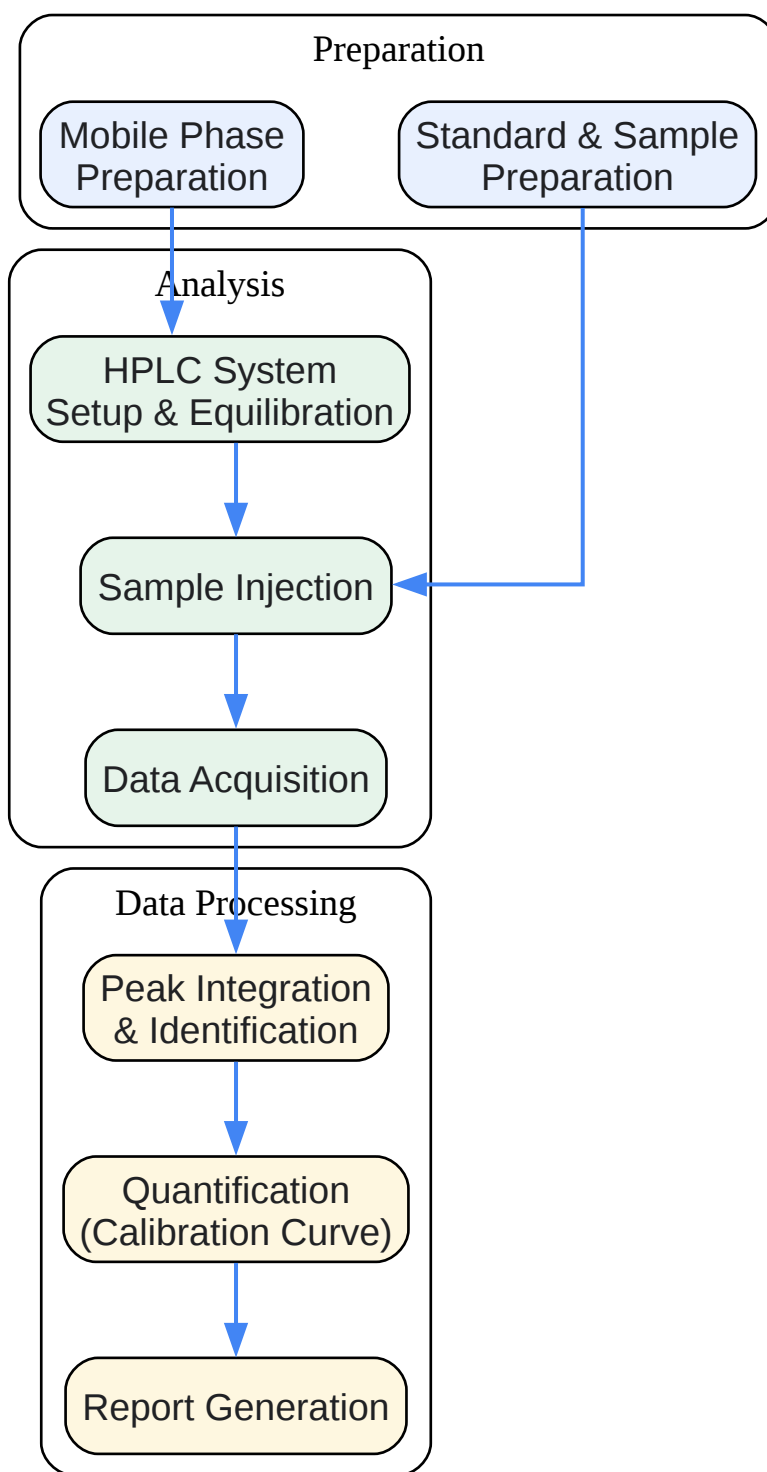 Preparation
Mobile Phase
Preparation
Standard & Sample
Preparation
Analysis
HPLC System
Setup & Equilibration
Sample Injection
Data Acquisition
Data Processing
Peak Integration
& Identification
Quantification
(Calibration Curve)
Report Generation